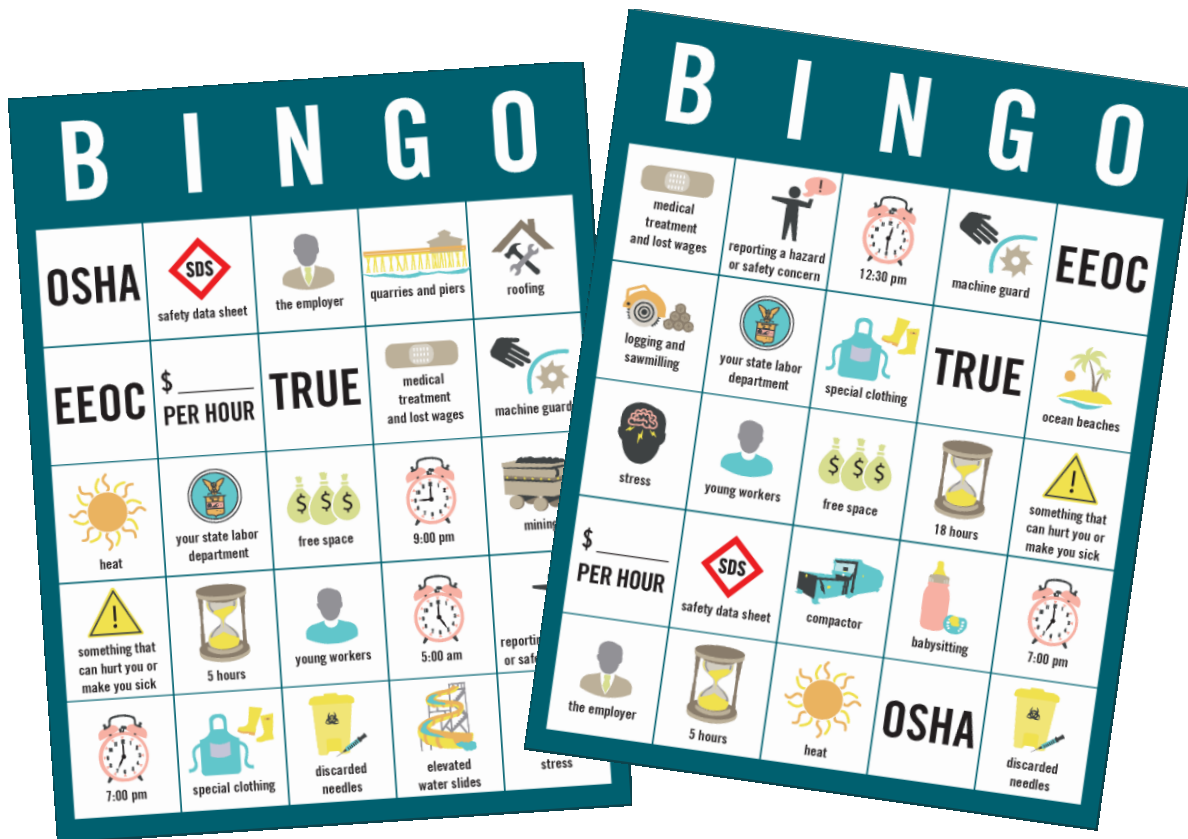 B I N G O
OSHA
SDS
safety data sheet
the employer
quarries and piers
roofing
EEOC
$ ________
PER HOUR
TRUE
medical
treatment
and lost wages
machine guard
heat
your state labor
department
$ $ $
free space
9:00 pm
mining
!
something that
can hurt you or
make you sick
5 hours
young workers
5:00 am
7:00 pm
special clothing
discarded
needles
elevated
water slides
stress
B I N G O
medical
treatment
and lost wages
!
reporting a hazard
or safety concern
12:30 pm
machine guard
EEOC
logging and
sawmilling
your state labor
department
special clothing
TRUE
ocean beaches
stress
young workers
$ $ $
free space
18 hours
!
something that
can hurt you or
make you sick
$ ________
PER HOUR
SDS
safety data sheet
compactor
babysitting
7:00 pm
the employer
5 hours
heat
OSHA
discarded
needles